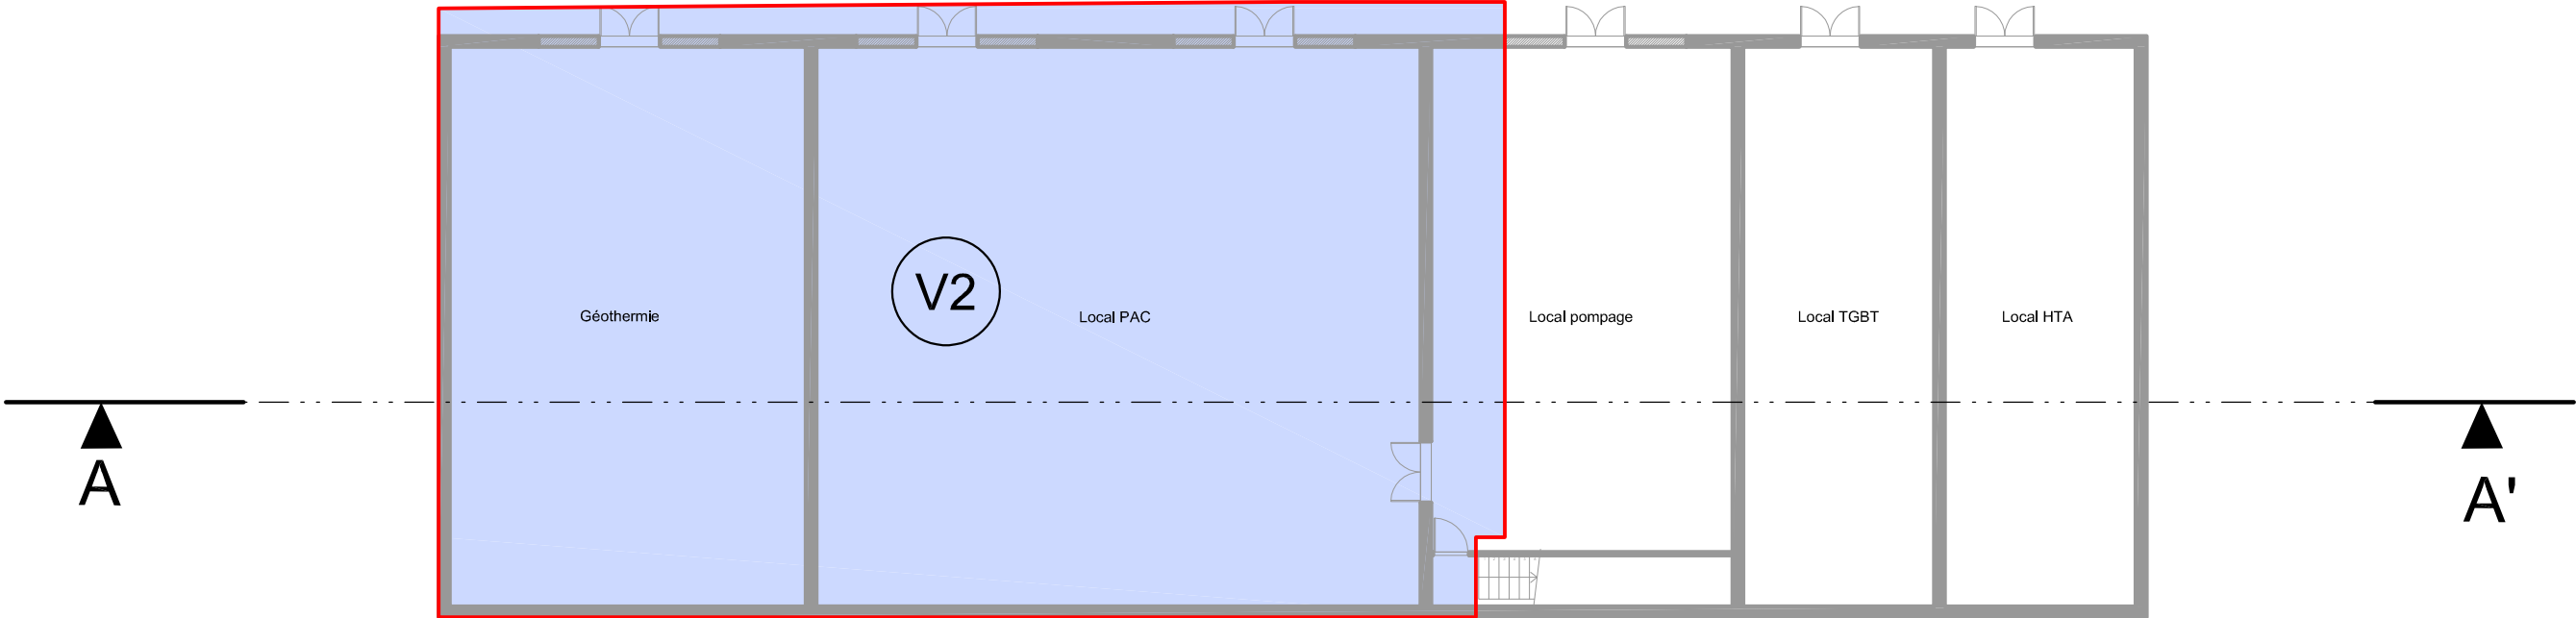 V2
Géothermie
Local PAC
Local pompage
Local TGBT
Local HTA
A
A'